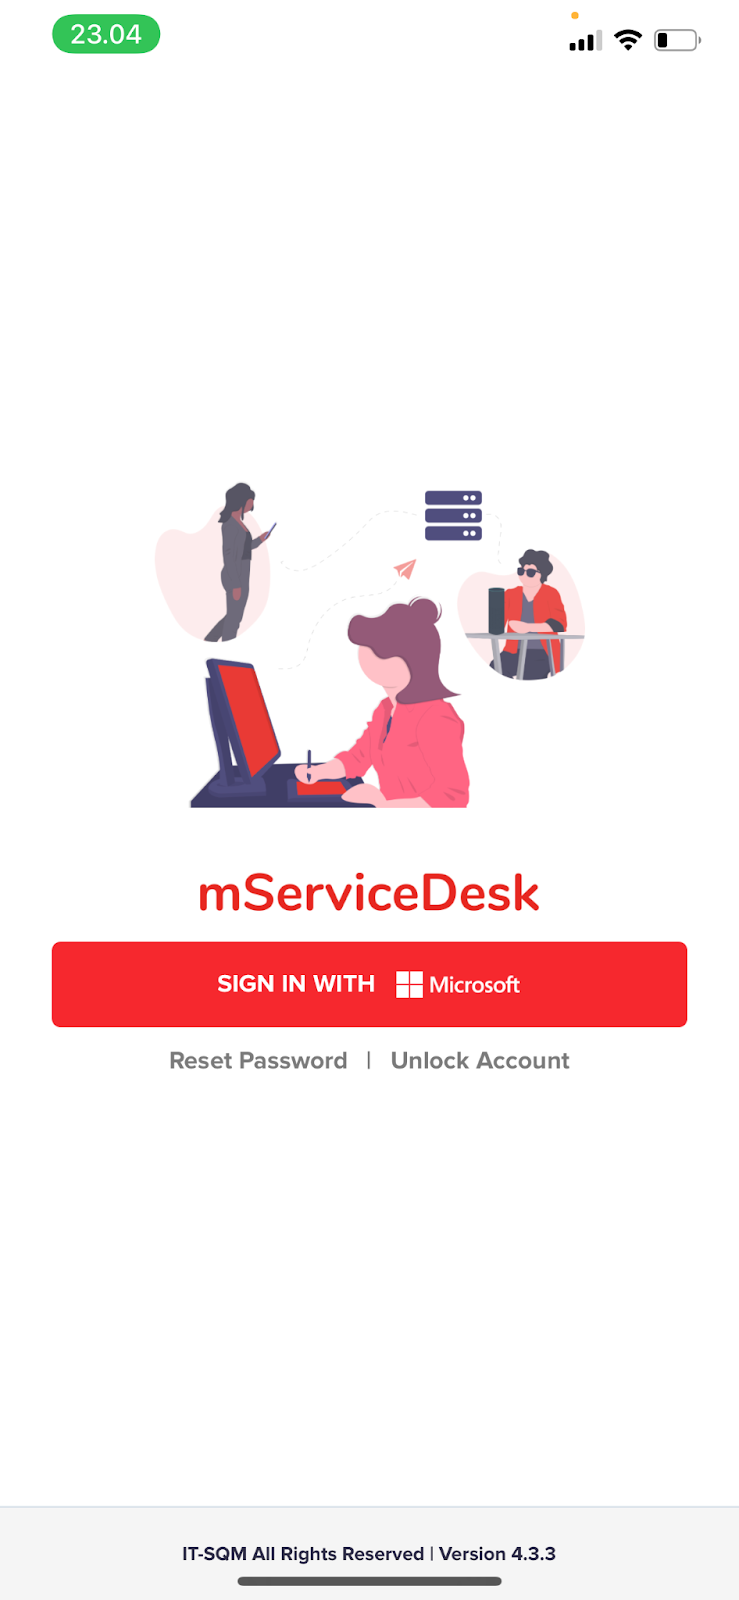 23.04
mServiceDesk
SIGN IN WITH Microsoft
Reset Password | Unlock Account
IT-SQM All Rights Reserved | Version 4.3.3